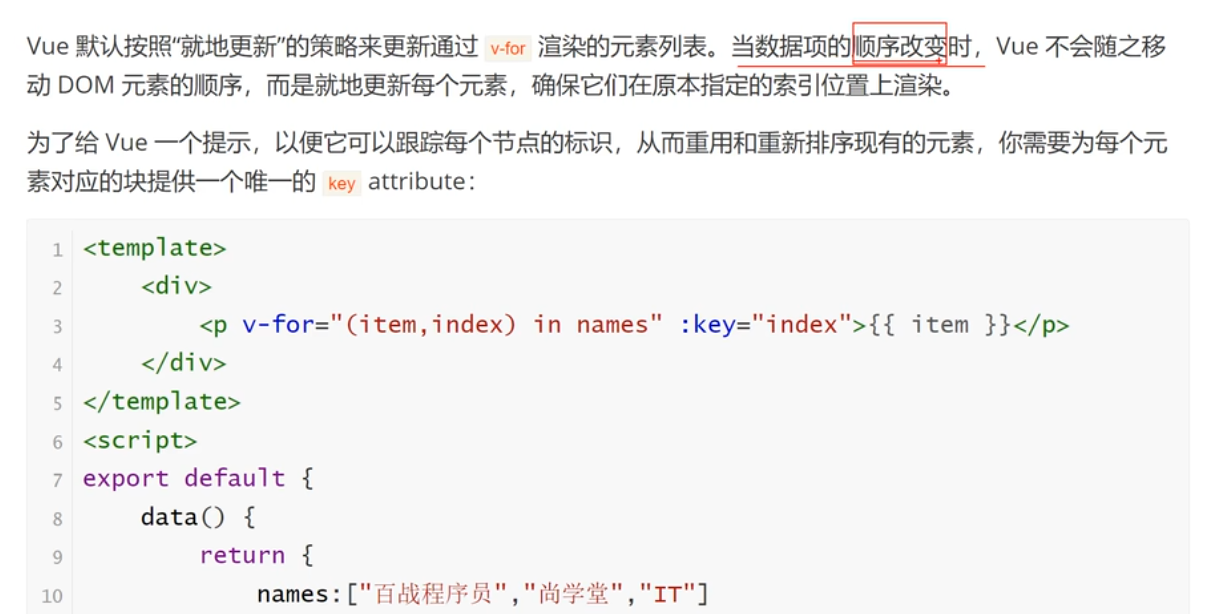 Vue 默认按照“就地更新”的策略来更新通过 v-for 渲染的元素列表。当数据项的顺序改变时，Vue 不会随之移
动 DOM 元素的顺序，而是就地更新每个元素，确保它们在原本指定的索引位置上渲染。
为了给 Vue 一个提示，以便它可以跟踪每个节点的标识，从而重用和重新排序现有的元素，你需要为每个元
素对应的块提供一个唯一的 key attribute：
1 <template>
2     <div>
3         <p v-for="(item,index) in names" :key="index">{{ item }}</p>
4     </div>
5 </template>
6 <script>
7 export default {
8     data() {
9         return {
10             names:["百战程序员","尚学堂","IT"]